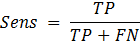 Sens = TP / (TP + FN)